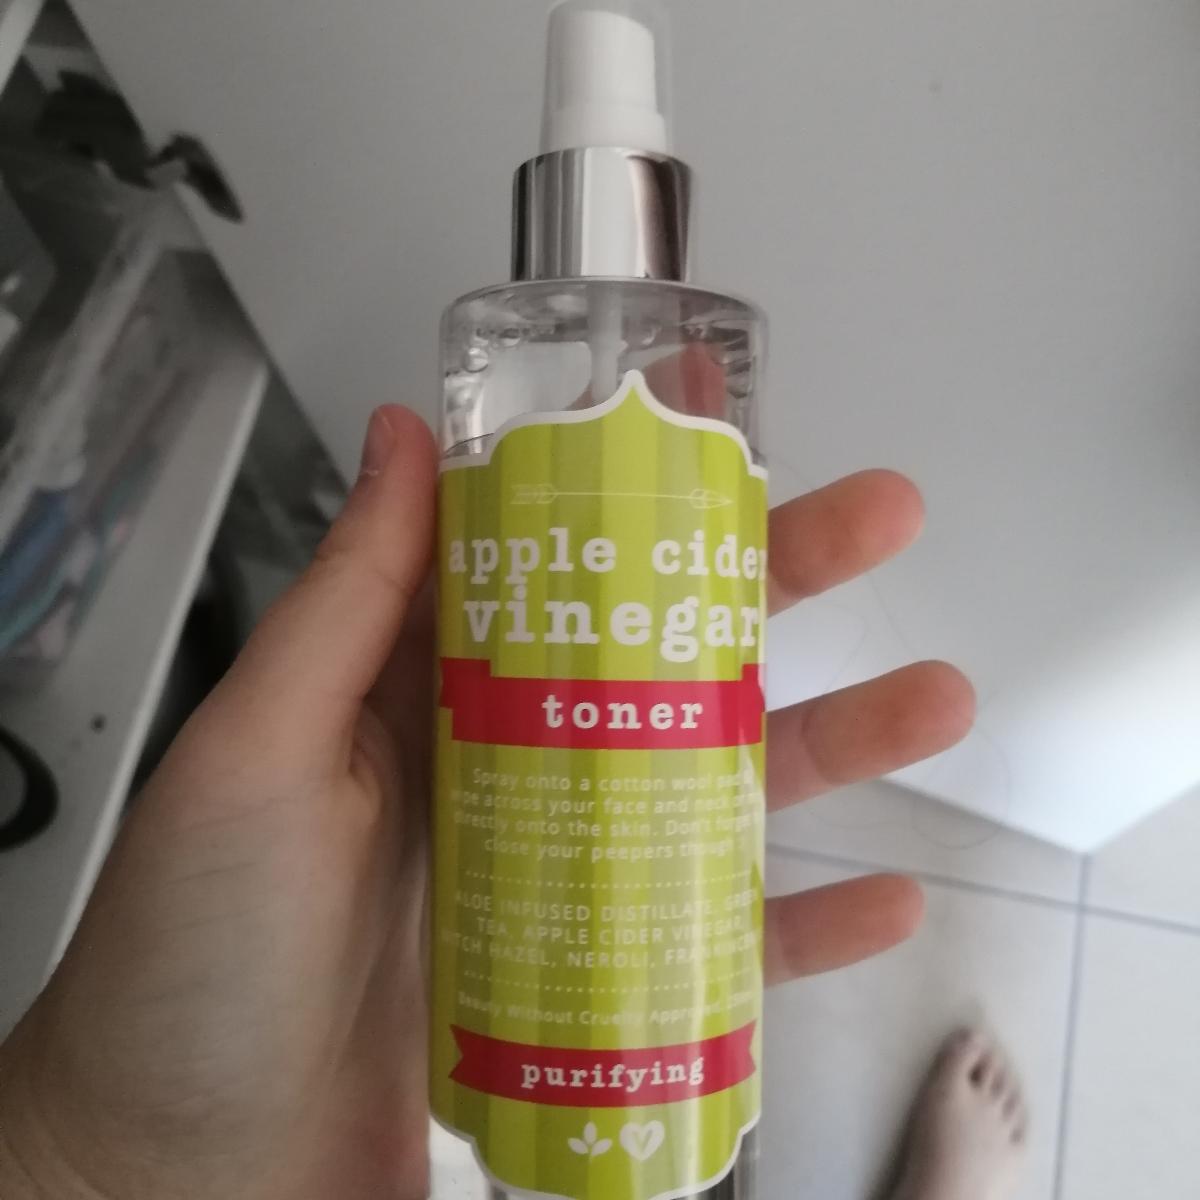 apple cider
vinegar
toner
Spray onto a cotton wool pad
wipe across your face and neck or
directly onto the skin. Don't forget
close your peepers though
ALOE INFUSED DISTILLATE, GREEN
TEA, APPLE CIDER VINEGAR,
WITCH HAZEL, NEROLI, FRANKINCENSE
Beauty Without Cruelty Approved.
purifying
V